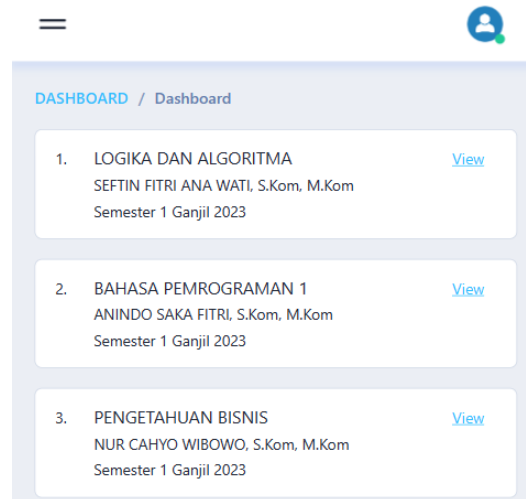 DASHBOARD / Dashboard
1. LOGIKA DAN ALGORITMA View
SEFTIN FITRI ANA WATI, S.Kom, M.Kom
Semester 1 Ganjil 2023
2. BAHASA PEMROGRAMAN 1 View
ANINDO SAKA FITRI, S.Kom, M.Kom
Semester 1 Ganjil 2023
3. PENGETAHUAN BISNIS View
NUR CAHYO WIBOWO, S.Kom, M.Kom
Semester 1 Ganjil 2023